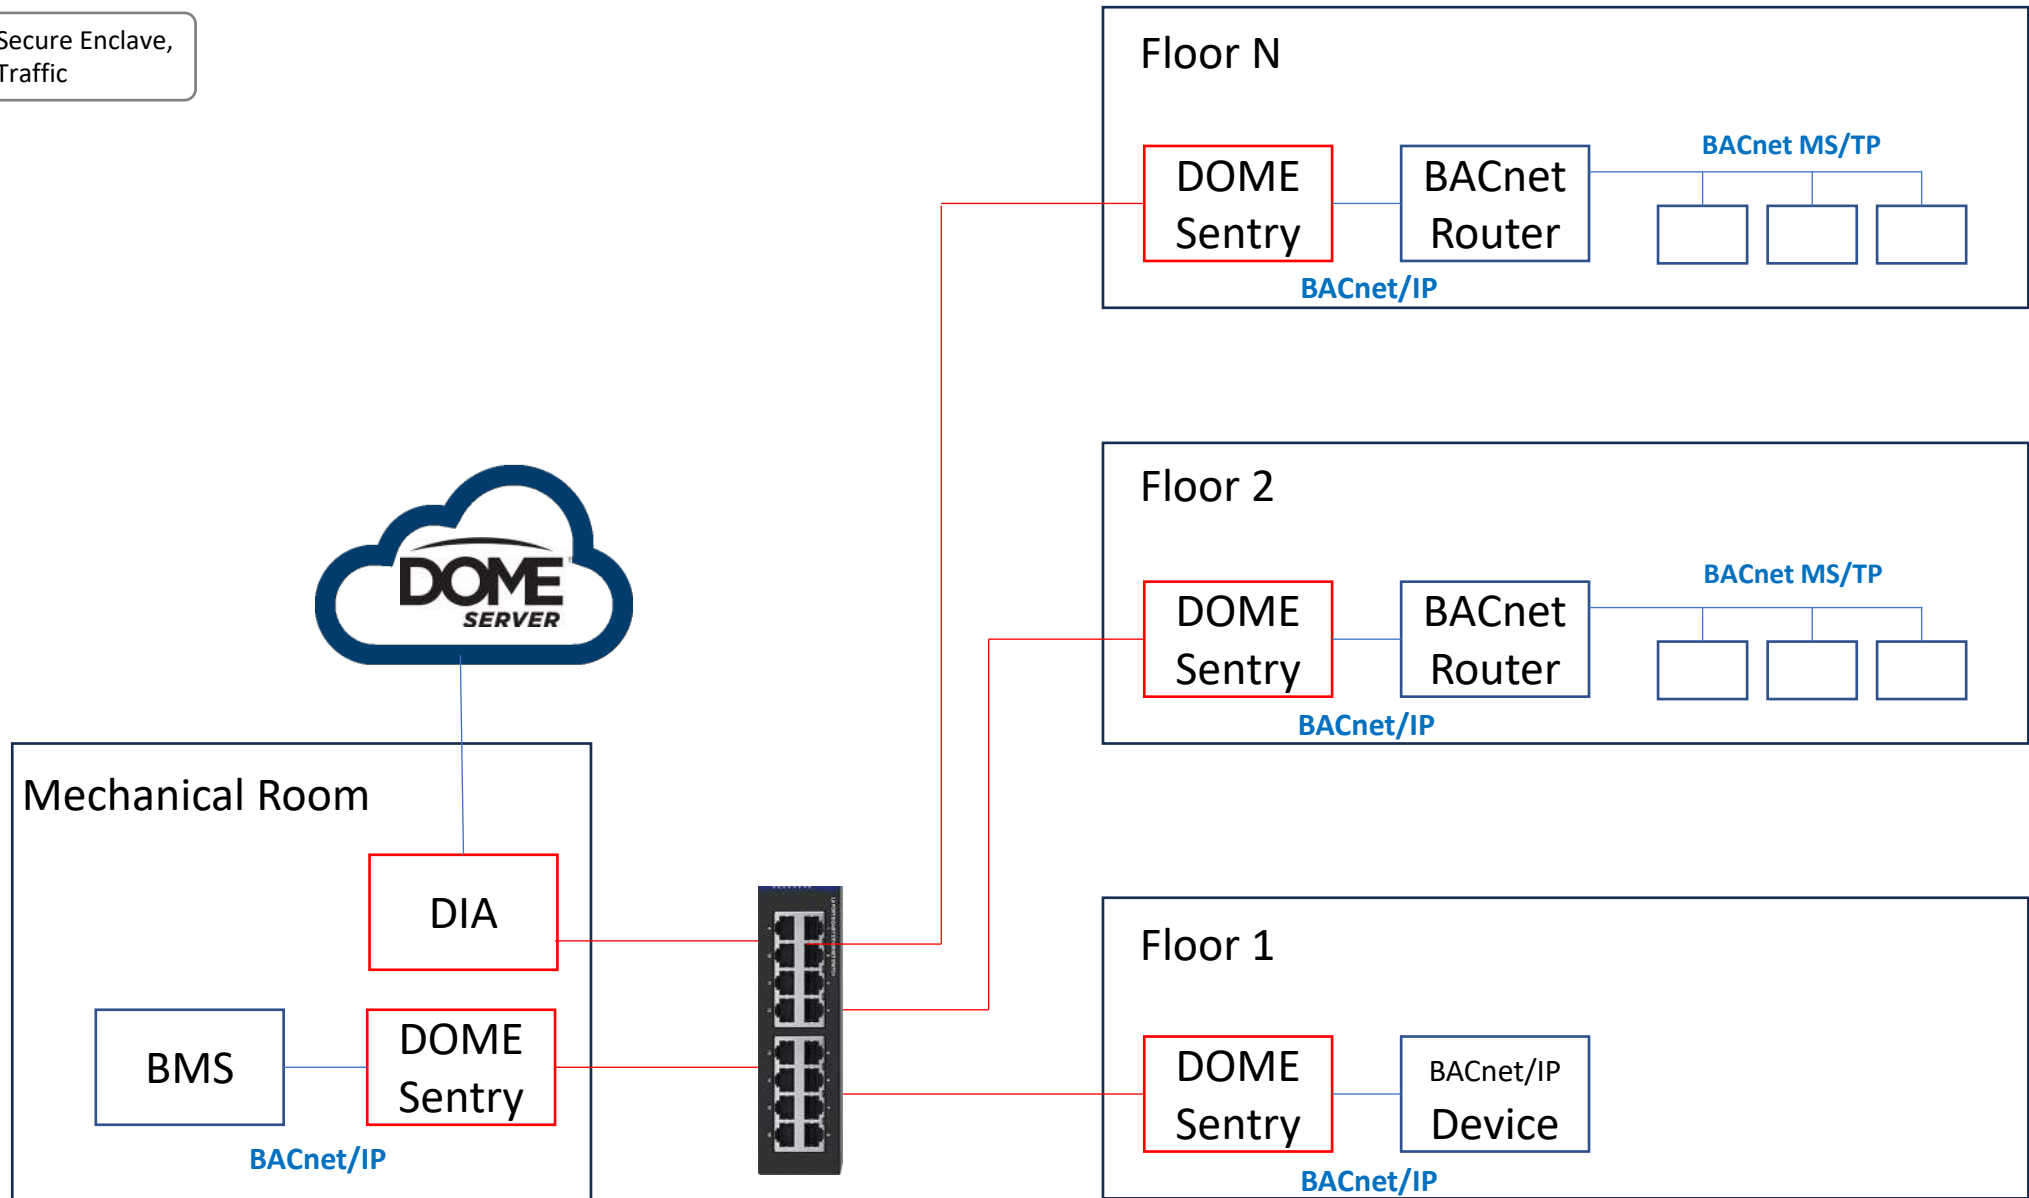 Secure Enclave,
Traffic
Floor N
DOME
Sentry
BACnet
Router
BACnet MS/TP
BACnet/IP
DOME
SERVER
Floor 2
DOME
Sentry
BACnet
Router
BACnet MS/TP
BACnet/IP
Mechanical Room
DIA
BMS
DOME
Sentry
BACnet/IP
Floor 1
DOME
Sentry
BACnet/IP
Device
BACnet/IP